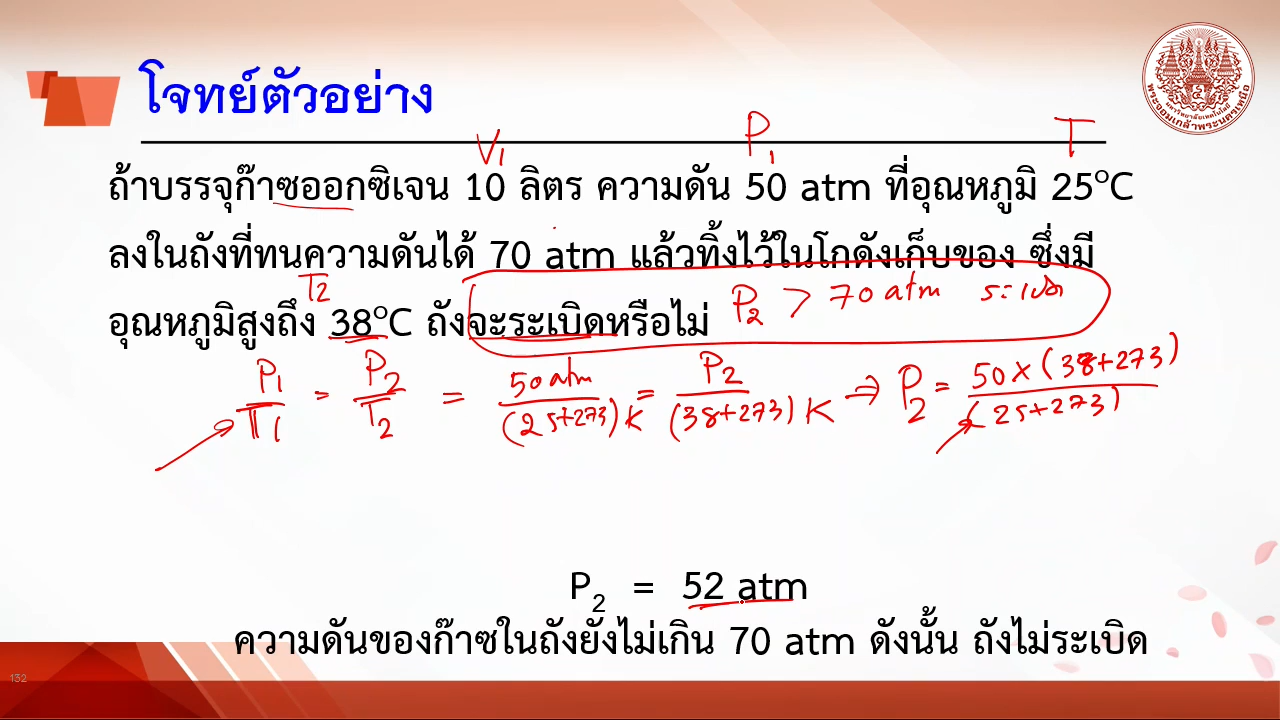 โจทย์ตัวอย่าง
V1 P1 T
ถ้าบรรจุก๊าซออกซิเจน 10 ลิตร ความดัน 50 atm ที่อุณหภูมิ 25°C
ลงในถังที่ทนความดันได้ 70 atm แล้วทิ้งไว้ในโกดังเก็บของ ซึ่งมี
T2
อุณหภูมิสูงถึง 38°C ถังจะระเบิดหรือไม่ P2 > 70 atm ระเบิด
P1/T1 = P2/T2 = 50 atm/(25+273) K = P2/(38+273) K ⇒ P2 = 50 x (38+273)/(25+273)
P2 = 52 atm
ความดันของก๊าซในถังยังไม่เกิน 70 atm ดังนั้น ถังไม่ระเบิด
132